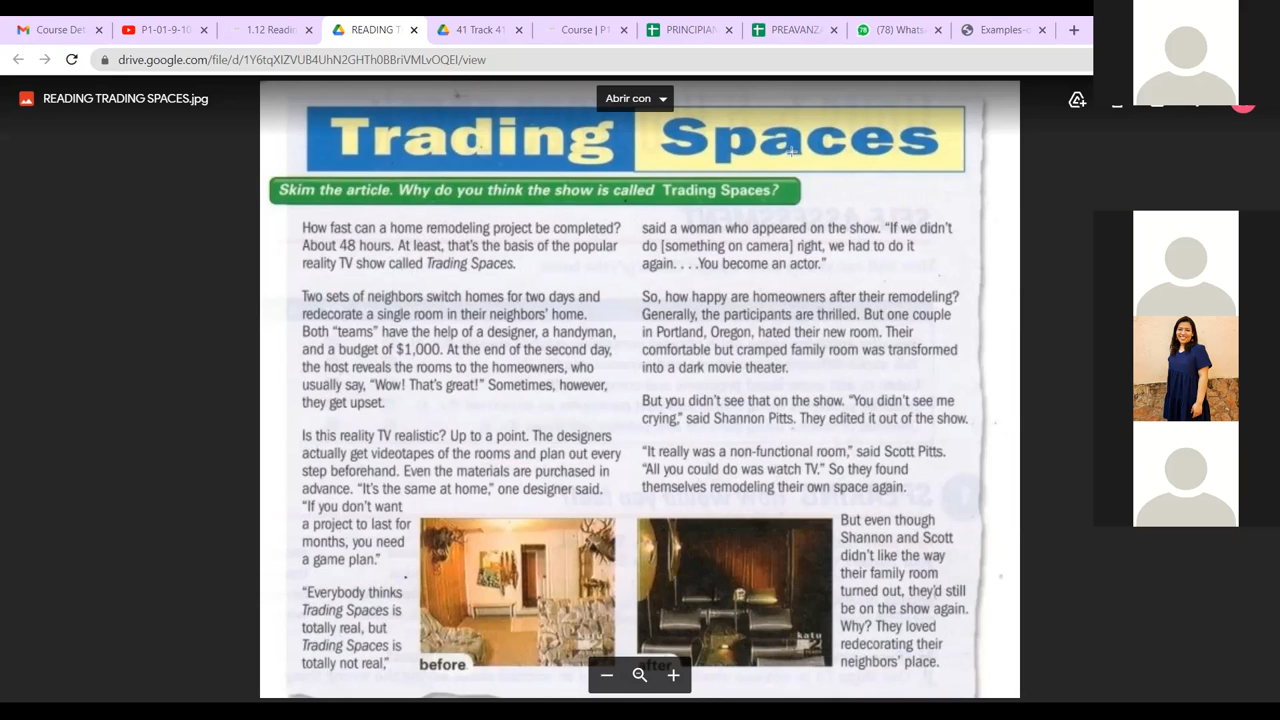 Course Det
P1-01-9-10
1.12 Readin
READING T
41 Track 41
Course | P1
PRINCIPIAN
PREAVANZ
(78) Whats
Examples-o
drive.google.com/file/d/1Y6tqXIZVUB4UhN2GHTh0BBriVMLvOQEI/view
READING TRADING SPACES.jpg
Abrir con
Trading Spaces
Skim the article. Why do you think the show is called Trading Spaces?
How fast can a home remodeling project be completed?
About 48 hours. At least, that's the basis of the popular
reality TV show called Trading Spaces.
Two sets of neighbors switch homes for two days and
redecorate a single room in their neighbors' home.
Both "teams" have the help of a designer, a handyman,
and a budget of $1,000. At the end of the second day,
the host reveals the rooms to the homeowners, who
usually say, "Wow! That's great!" Sometimes, however,
they get upset.
Is this reality TV realistic? Up to a point. The designers
actually get videotapes of the rooms and plan out every
step beforehand. Even the materials are purchased in
advance. "It's the same at home," one designer said.
"If you don't want
a project to last for
months, you need
a game plan."
"Everybody thinks
Trading Spaces is
totally real, but
Trading Spaces is
totally not real,"
said a woman who appeared on the show. "If we didn't
do [something on camera] right, we had to do it
again. . . .You become an actor."
So, how happy are homeowners after their remodeling?
Generally, the participants are thrilled. But one couple
in Portland, Oregon, hated their new room. Their
comfortable but cramped family room was transformed
into a dark movie theater.
But you didn't see that on the show. "You didn't see me
crying," said Shannon Pitts. They edited it out of the show.
"It really was a non-functional room," said Scott Pitts.
"All you could do was watch TV." So they found
themselves remodeling their own space again.
But even though
Shannon and Scott
didn't like the way
their family room
turned out, they'd still
be on the show again.
Why? They loved
redecorating their
neighbors' place.
before
after
katu
2